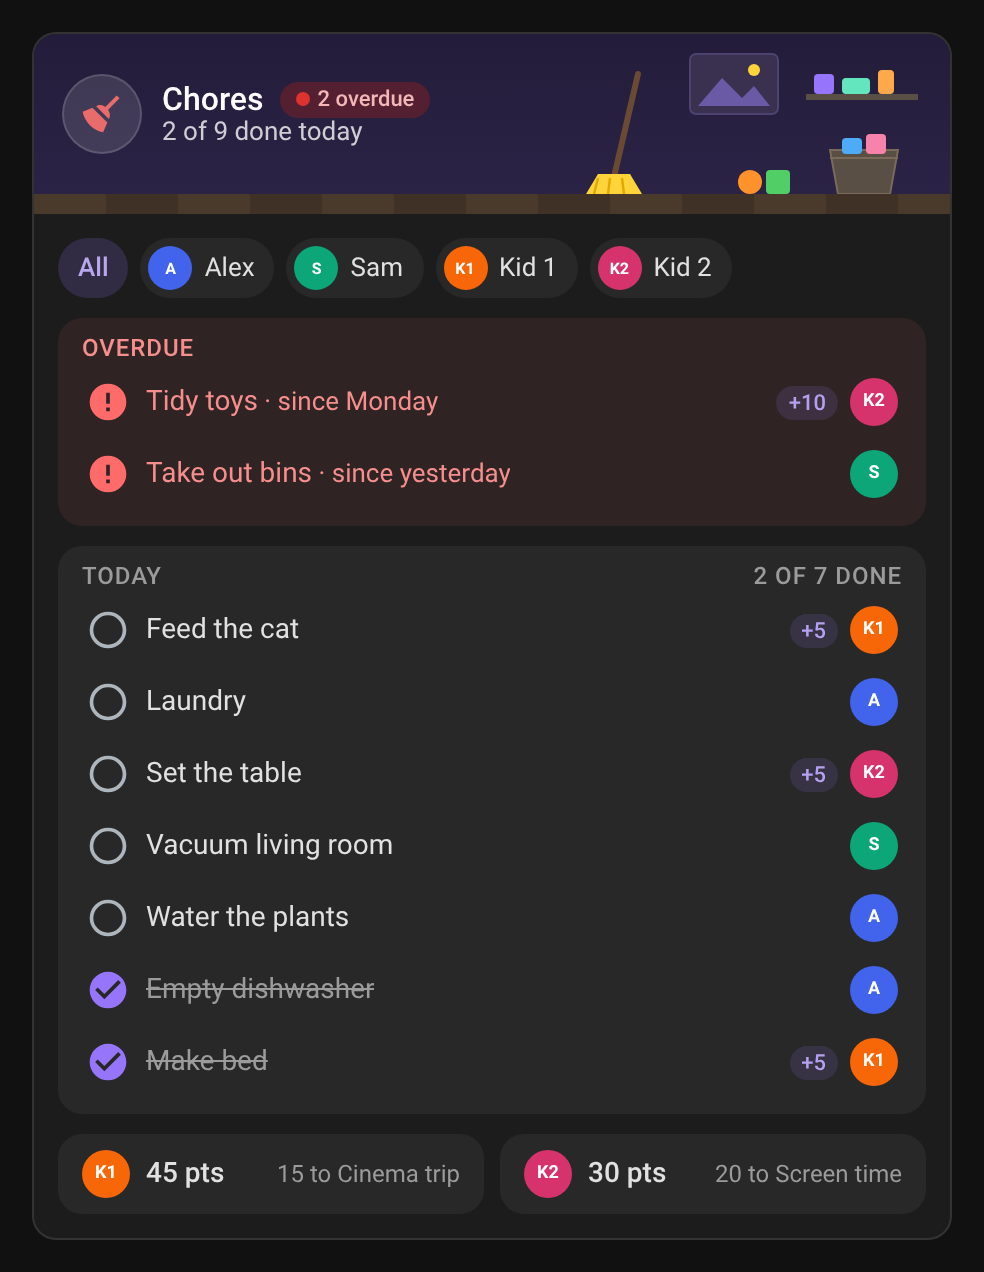 Chores
2 overdue
2 of 9 done today
All
A Alex
S Sam
K1 Kid 1
K2 Kid 2
OVERDUE
Tidy toys · since Monday +10 K2
Take out bins · since yesterday S
TODAY 2 OF 7 DONE
Feed the cat +5 K1
Laundry A
Set the table +5 K2
Vacuum living room S
Water the plants A
Empty dishwasher A
Make bed +5 K1
K1 45 pts 15 to Cinema trip
K2 30 pts 20 to Screen time